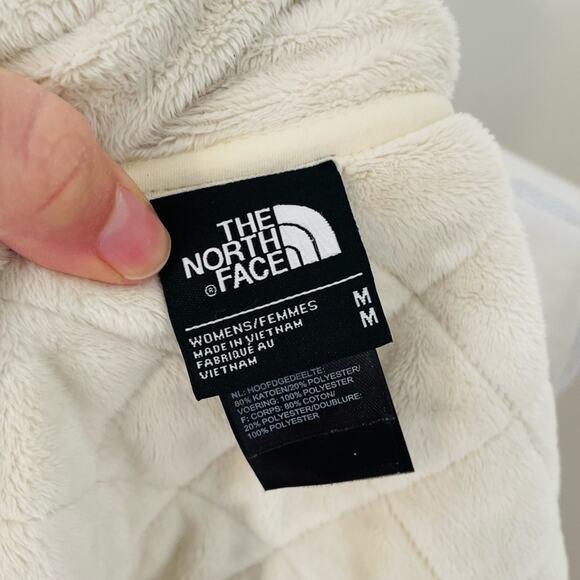 THE
NORTH
FACE
®
M
M
WOMENS/FEMMES
MADE IN VIETNAM
FABRIQUÉ AU
VIETNAM
NL: HOOFDGEDEELTE:
80% KATOEN/20% POLYESTER/
VOERING: 100% POLYESTER
F: CORPS: 80% COTON/
20% POLYESTER/DOUBLURE:
100% POLYESTER